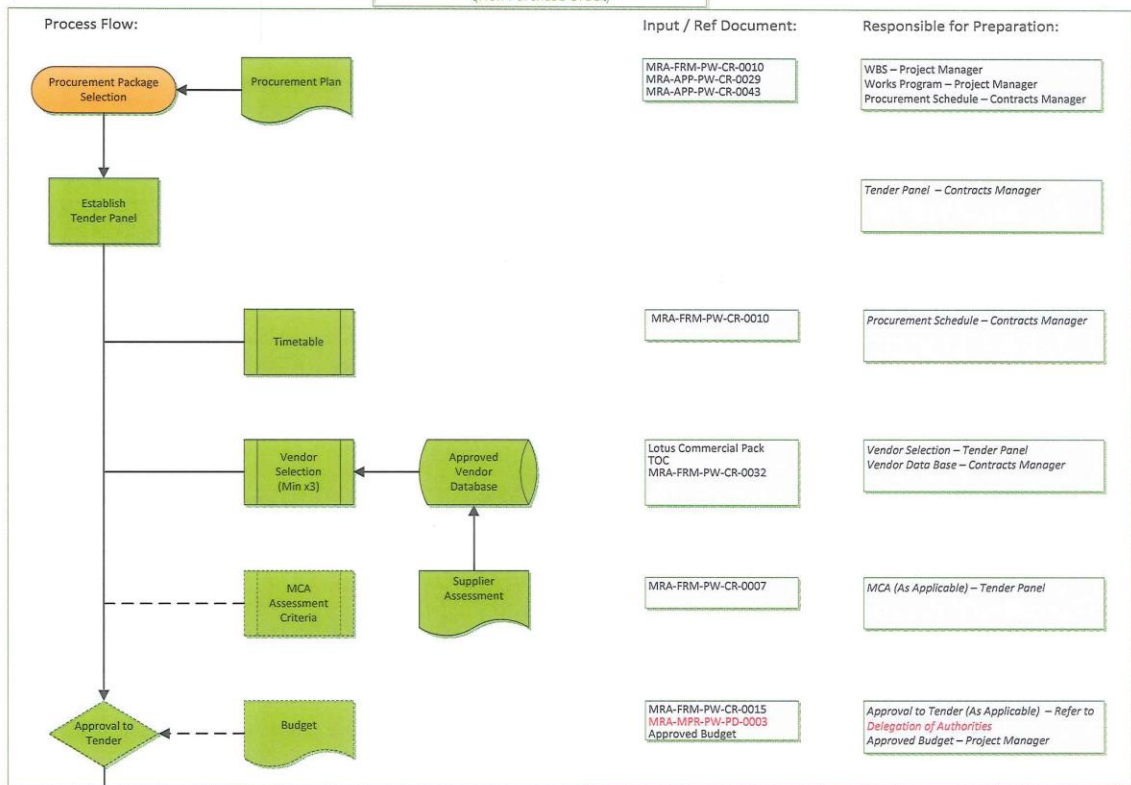 Process Flow:
Input / Ref Document:
Responsible for Preparation:
Procurement Package
Selection
Procurement Plan
MRA-FRM-PW-CR-0010
MRA-APP-PW-CR-0029
MRA-APP-PW-CR-0043
WBS – Project Manager
Works Program – Project Manager
Procurement Schedule – Contracts Manager
Establish
Tender Panel
Tender Panel – Contracts Manager
Timetable
MRA-FRM-PW-CR-0010
Procurement Schedule – Contracts Manager
Vendor
Selection
(Min x3)
Approved
Vendor
Database
Lotus Commercial Pack
TOC
MRA-FRM-PW-CR-0032
Vendor Selection – Tender Panel
Vendor Data Base – Contracts Manager
MCA
Assessment
Criteria
Supplier
Assessment
MRA-FRM-PW-CR-0007
MCA (As Applicable) – Tender Panel
Approval to
Tender
Budget
MRA-FRM-PW-CR-0015
MRA-MPR-PW-PD-0003
Approved Budget
Approval to Tender (As Applicable) – Refer to
Delegation of Authorities
Approved Budget – Project Manager